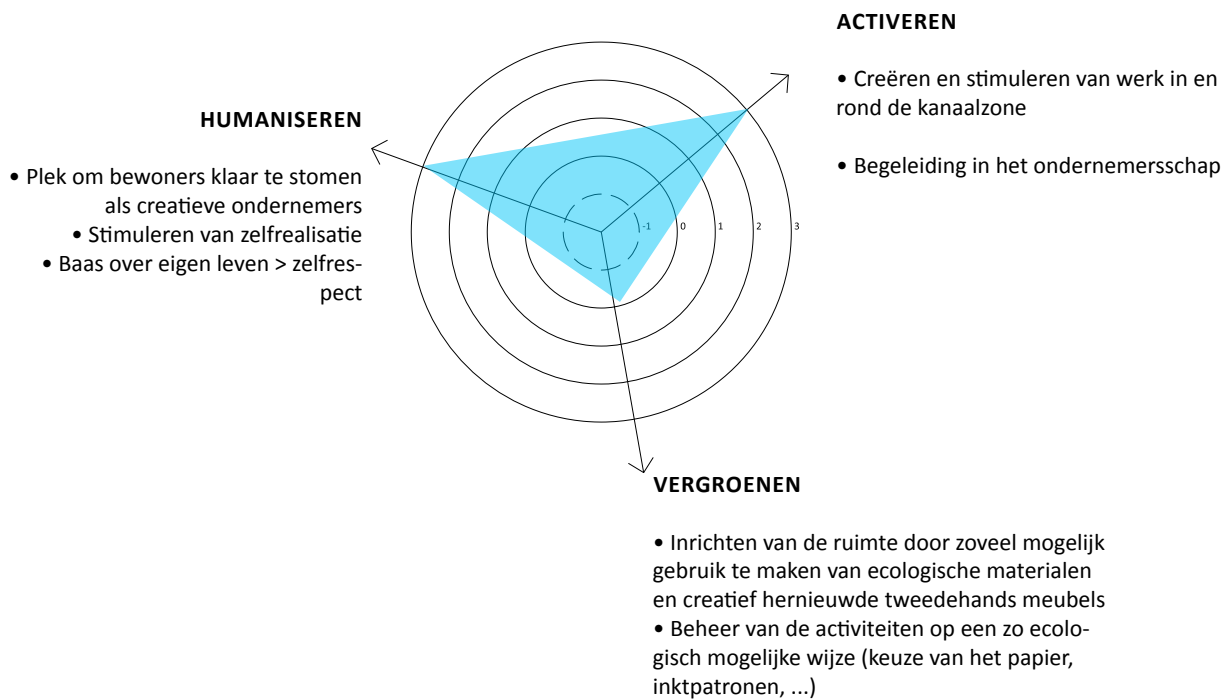 ACTIVEREN
• Creëren en stimuleren van werk in en
rond de kanaalzone
• Begeleiding in het ondernemersschap
HUMANISEREN
• Plek om bewoners klaar te stomen
als creatieve ondernemers
• Stimuleren van zelfrealisatie
• Baas over eigen leven > zelfres-
pect
-1 0 1 2 3
VERGROENEN
• Inrichten van de ruimte door zoveel mogelijk
gebruik te maken van ecologische materialen
en creatief hernieuwde tweedehands meubels
• Beheer van de activiteiten op een zo ecolo-
gisch mogelijke wijze (keuze van het papier,
inktpatronen, ...)